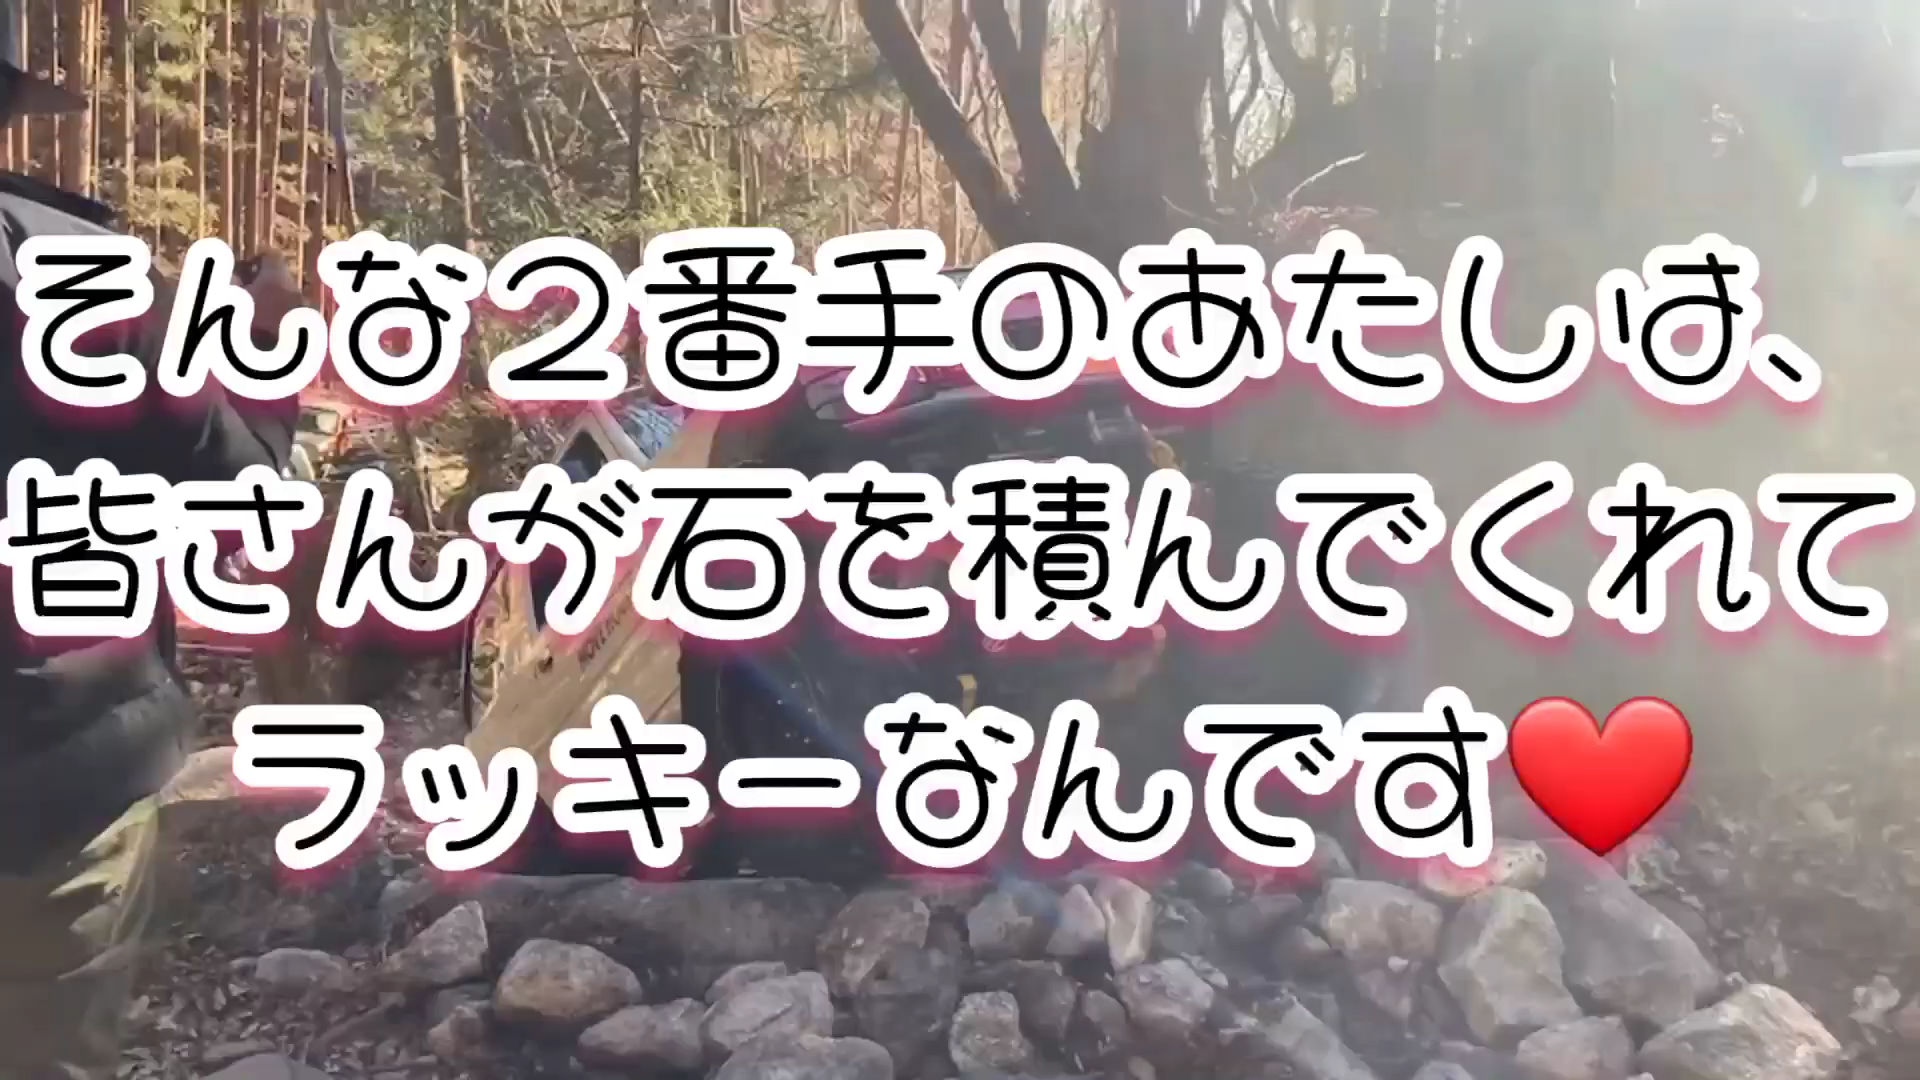 そんな２番手のあたしは、
皆さんが石を積んでくれて
ラッキーなんです❤️